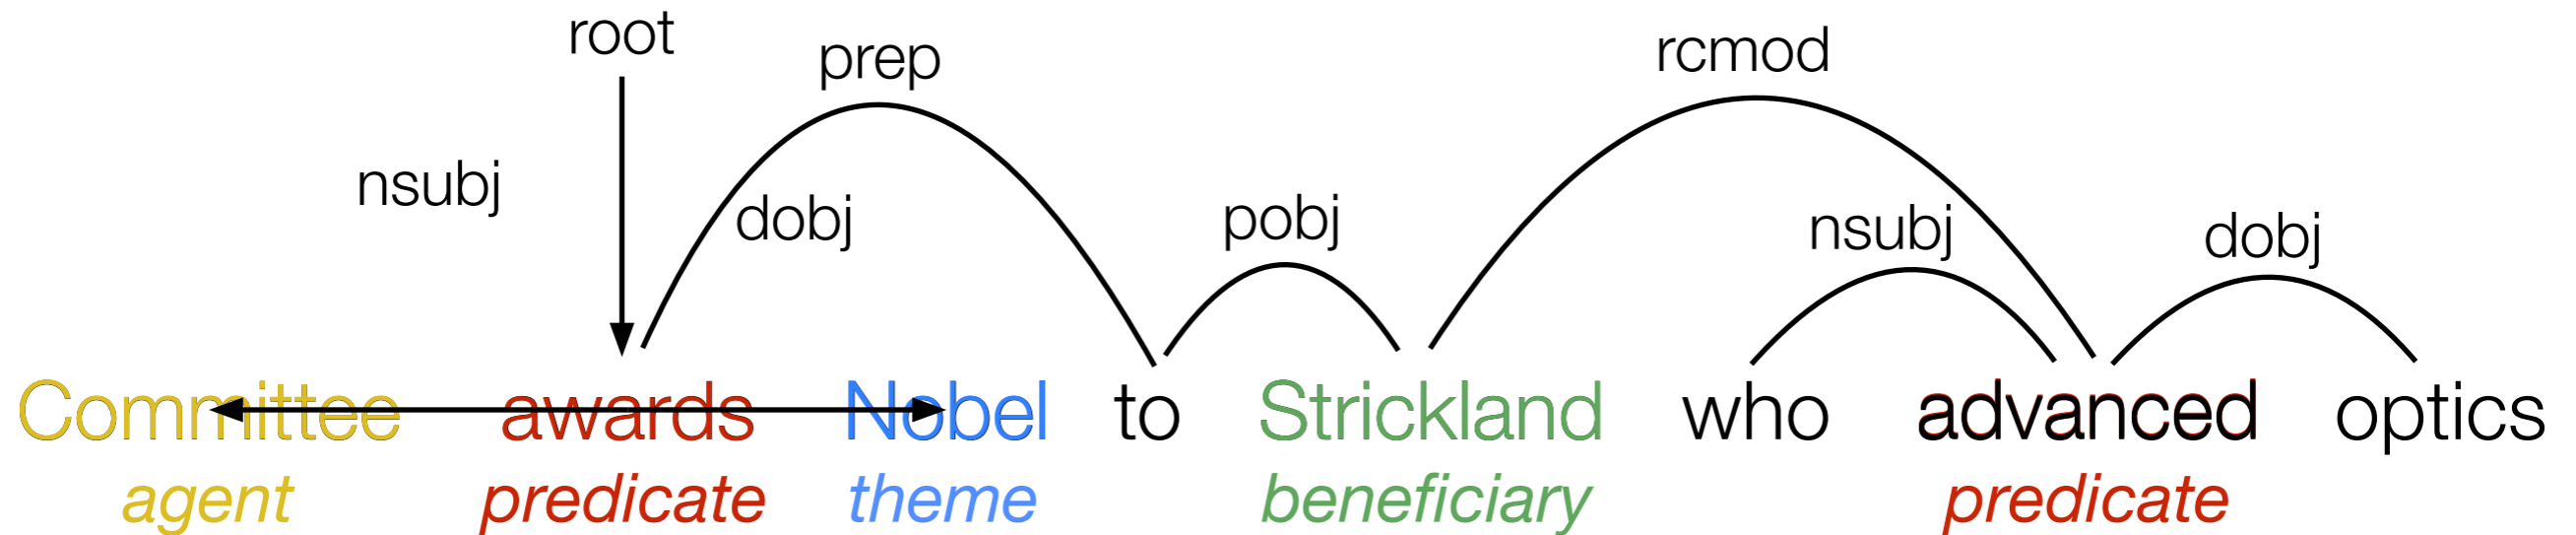 root
prep
rcmod
nsubj
dobj
pobj
nsubj
dobj
Committee awards Nobel to Strickland who advanced optics
agent predicate theme beneficiary predicate